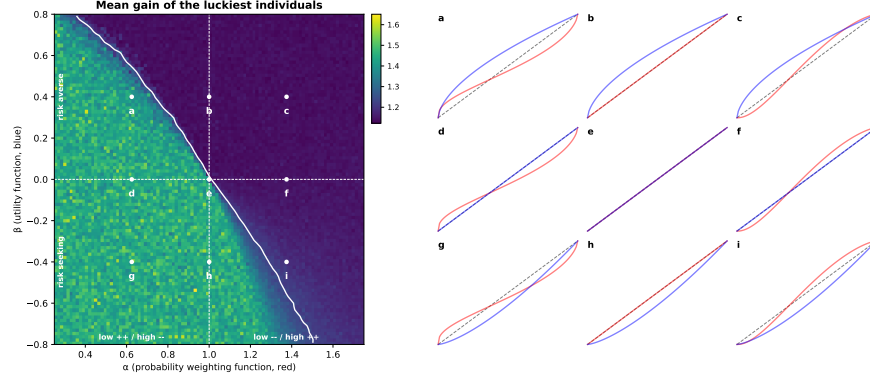 Mean gain of the luckiest individuals
0.8
0.6
0.4
0.2
0.0
−0.2
−0.4
−0.6
−0.8
β (utility function, blue)
risk averse
risk seeking
a
b
c
d
e
f
g
h
i
low ++ / high --
low -- / high ++
0.4
0.6
0.8
1.0
1.2
1.4
1.6
α (probability weighting function, red)
1.6
1.5
1.4
1.3
1.2
a
b
c
d
e
f
g
h
i